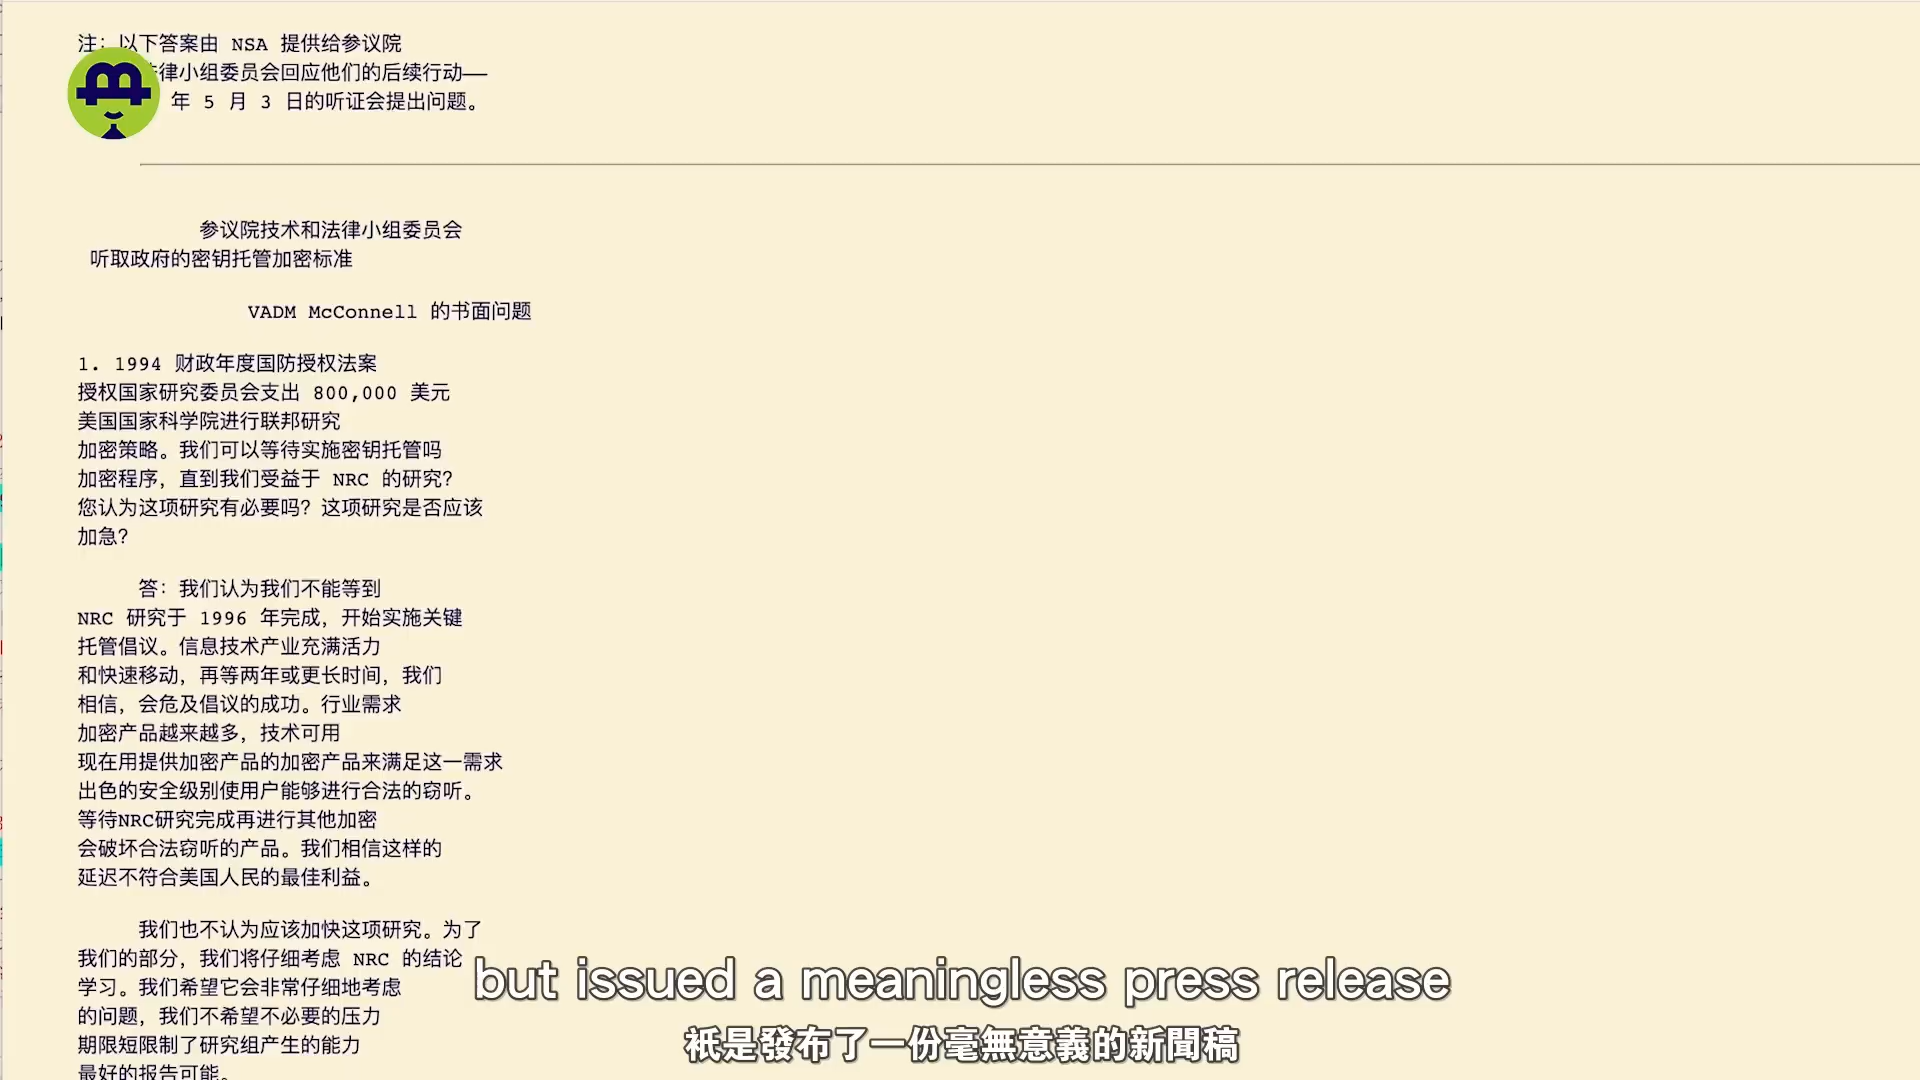 注: 以下答案由 NSA 提供给参议院
法律小组委员会回应他们的后续行动——
年 5 月 3 日的听证会提出问题。
参议院技术和法律小组委员会
听取政府的密钥托管加密标准
VADM McConnell 的书面问题
1. 1994 财政年度国防授权法案
授权国家研究委员会支出 800,000 美元
美国国家科学院进行联邦研究
加密策略。我们可以等待实施密钥托管吗
加密程序, 直到我们受益于 NRC 的研究?
您认为这项研究有必要吗? 这项研究是否应该
加急?
答: 我们认为我们不能等到
NRC 研究于 1996 年完成, 开始实施关键
托管倡议。信息技术产业充满活力
和快速移动, 再等两年或更长时间, 我们
相信, 会危及倡议的成功。行业需求
加密产品越来越多, 技术可用
现在用提供加密产品的加密产品来满足这一需求
出色的安全级别使用户能够进行合法的窃听。
等待NRC研究完成再进行其他加密
会破坏合法窃听的产品。我们相信这样的
延迟不符合美国人民的最佳利益。
我们也不认为应该加快这项研究。为了
我们的部分, 我们将仔细考虑 NRC 的结论
学习。我们希望它会非常仔细地考虑
的问题, 我们不希望不必要的压力
期限短限制了研究组产生的能力
最好的报告可能。
but issued a meaningless press release
衹是發布了一份毫無意義的新聞稿